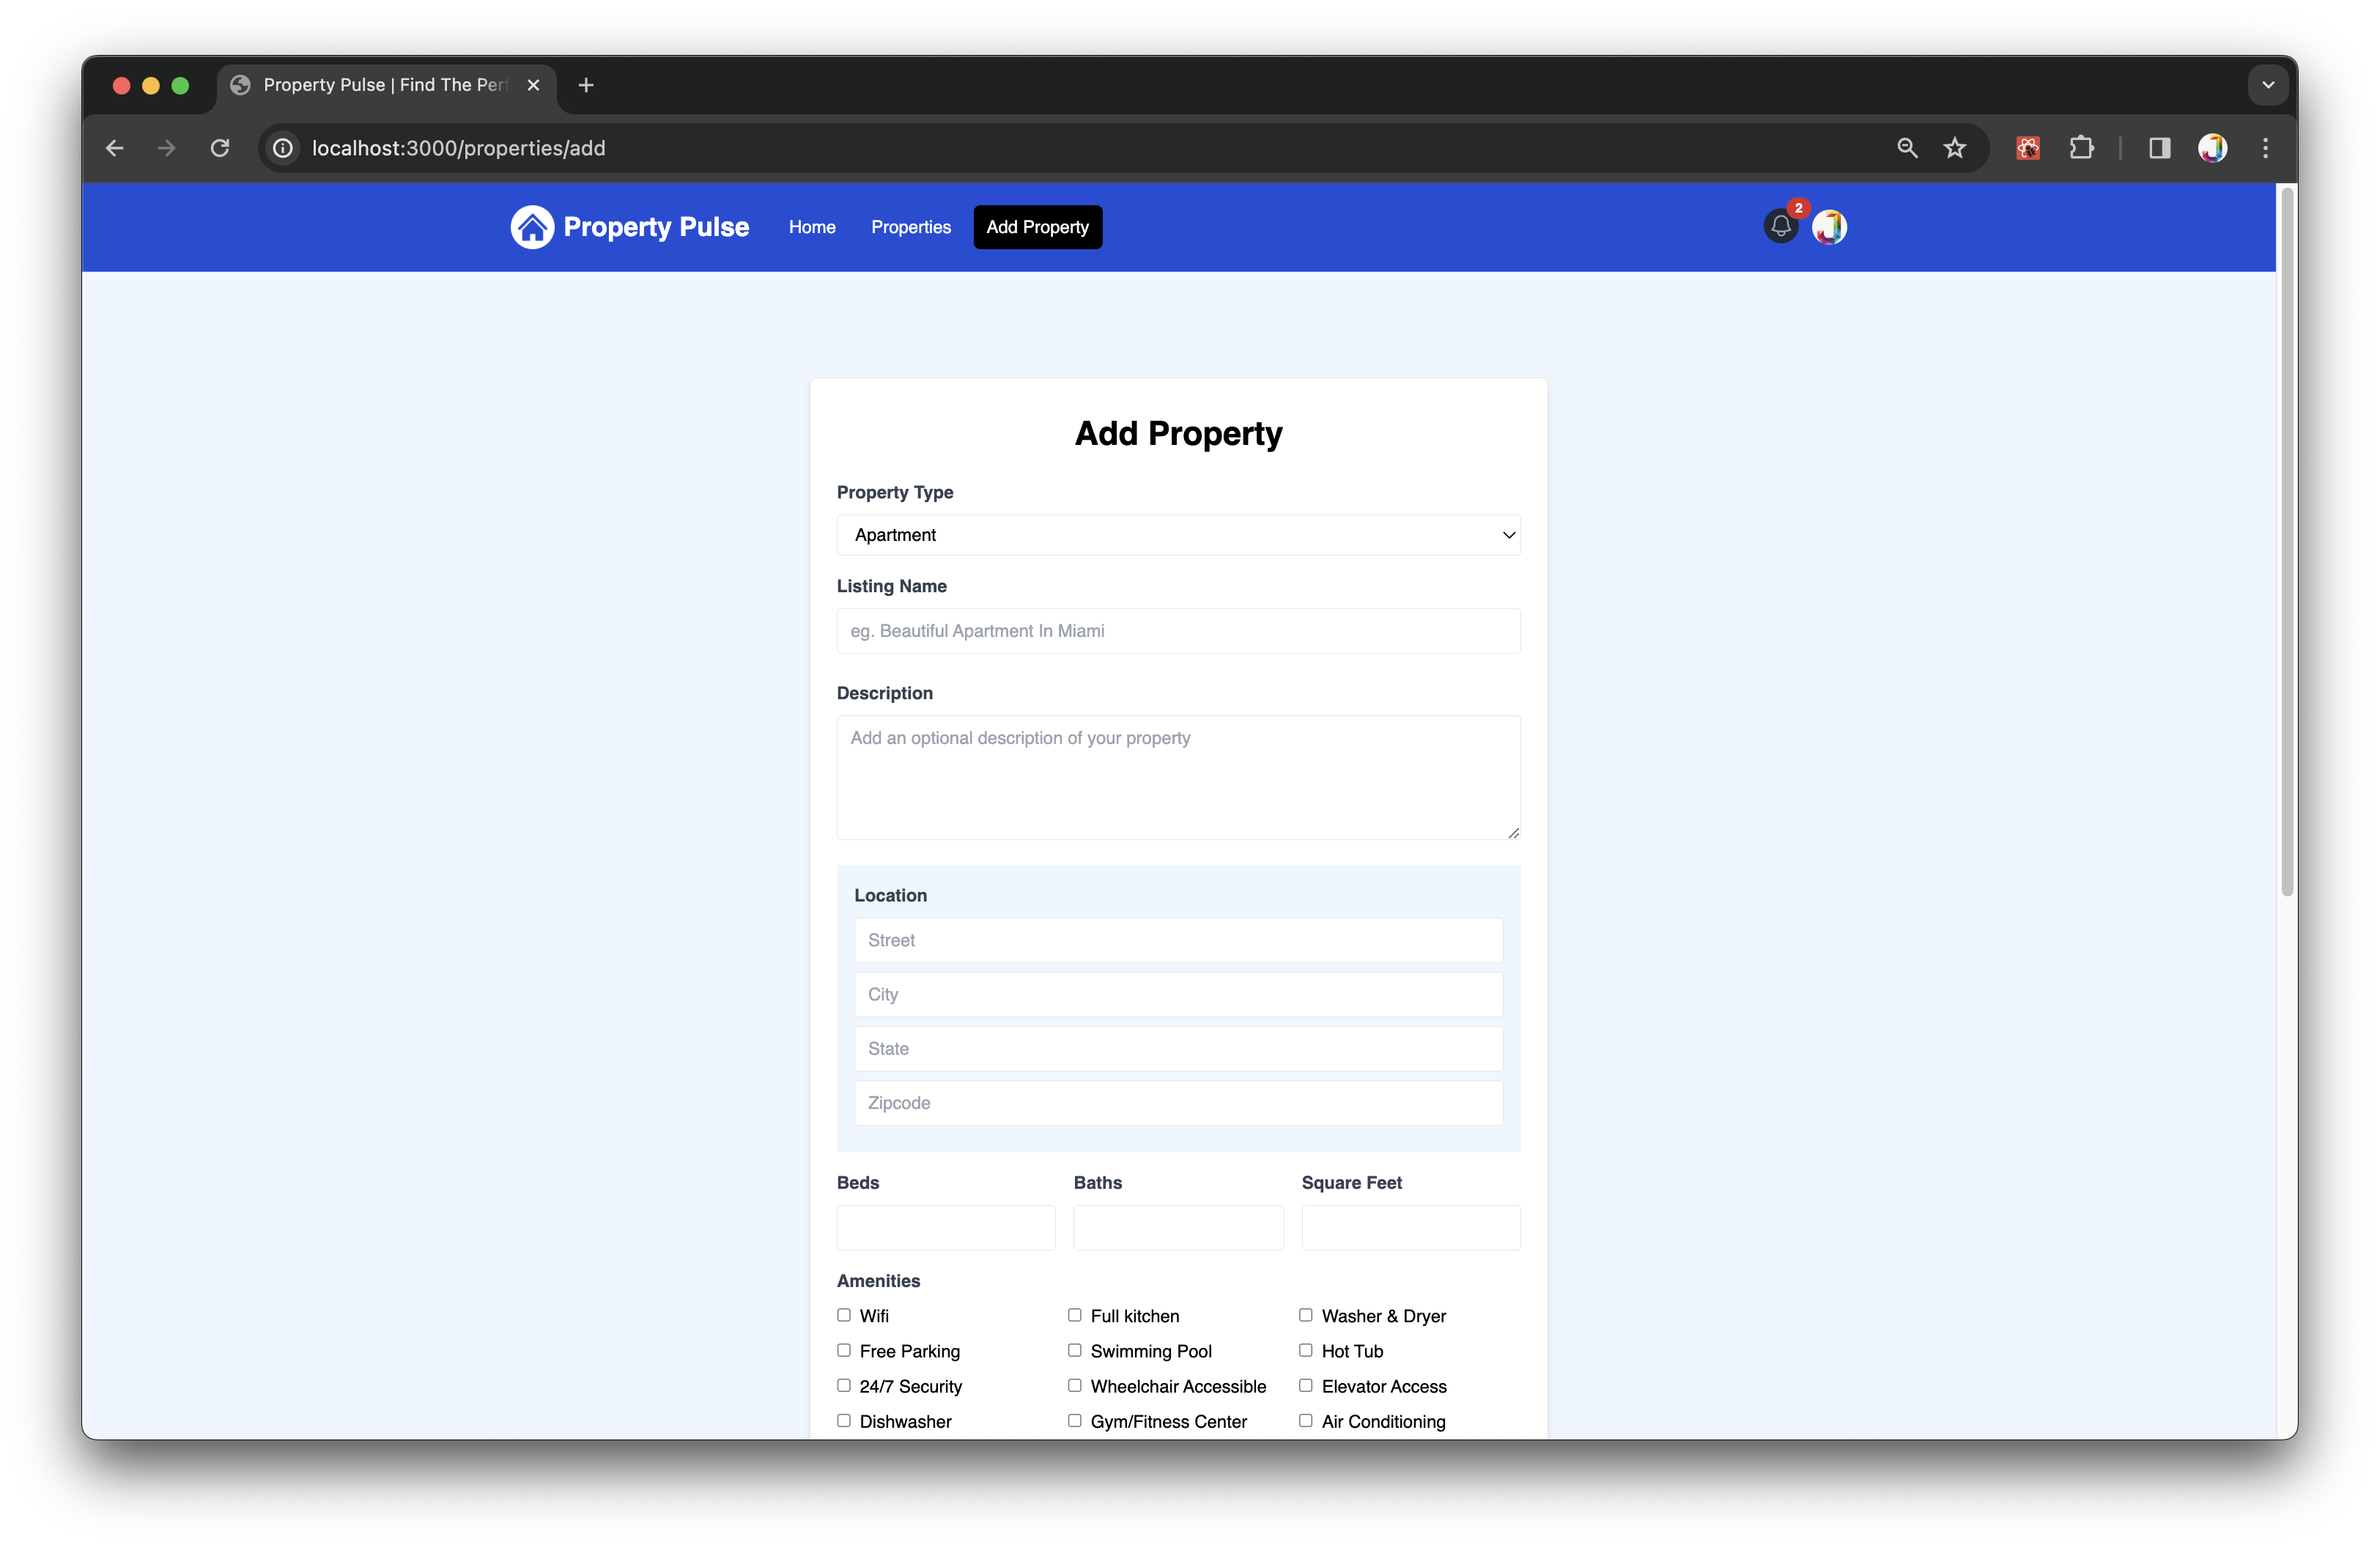 Property Pulse | Find The Per
localhost:3000/properties/add
Property Pulse Home Properties Add Property 2
Add Property
Property Type
Apartment
Listing Name
eg. Beautiful Apartment In Miami
Description
Add an optional description of your property
Location
Street
City
State
Zipcode
Beds Baths Square Feet
Amenities
Wifi Full kitchen Washer & Dryer
Free Parking Swimming Pool Hot Tub
24/7 Security Wheelchair Accessible Elevator Access
Dishwasher Gym/Fitness Center Air Conditioning